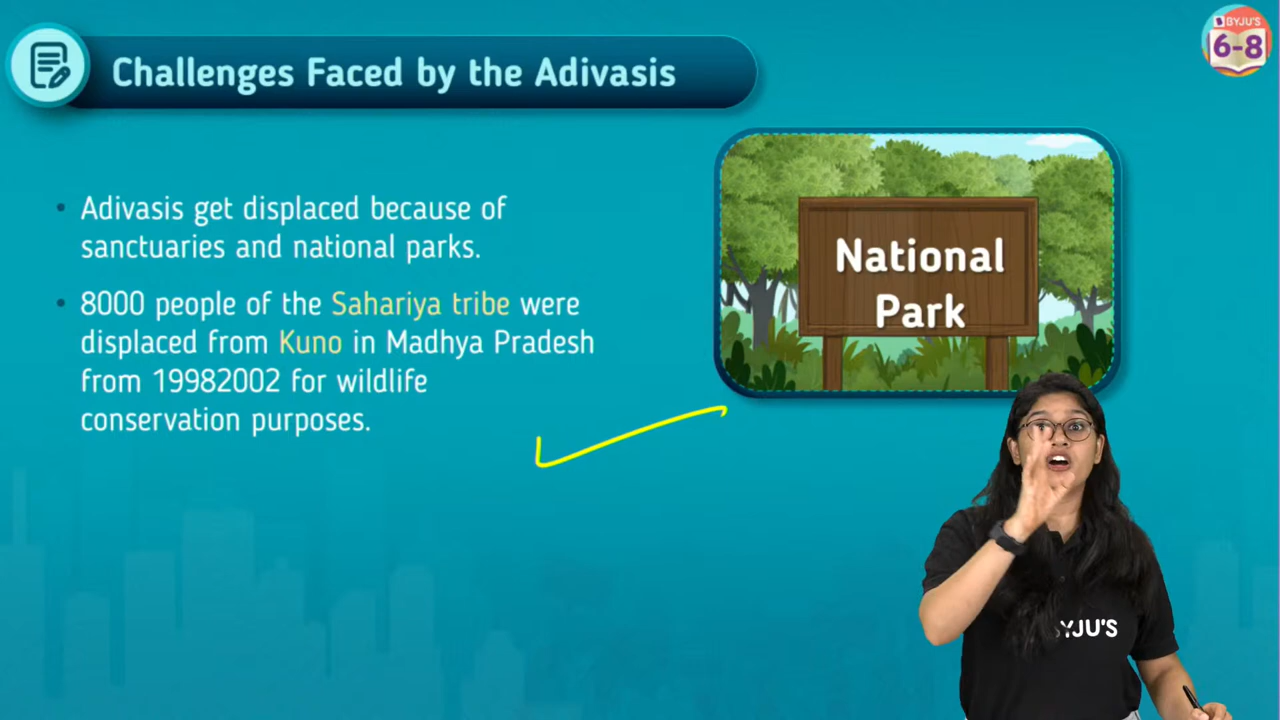 BYJU'S
6-8
Challenges Faced by the Adivasis
• Adivasis get displaced because of
sanctuaries and national parks.
• 8000 people of the Sahariya tribe were
displaced from Kuno in Madhya Pradesh
from 19982002 for wildlife
conservation purposes.
National
Park
BYJU'S